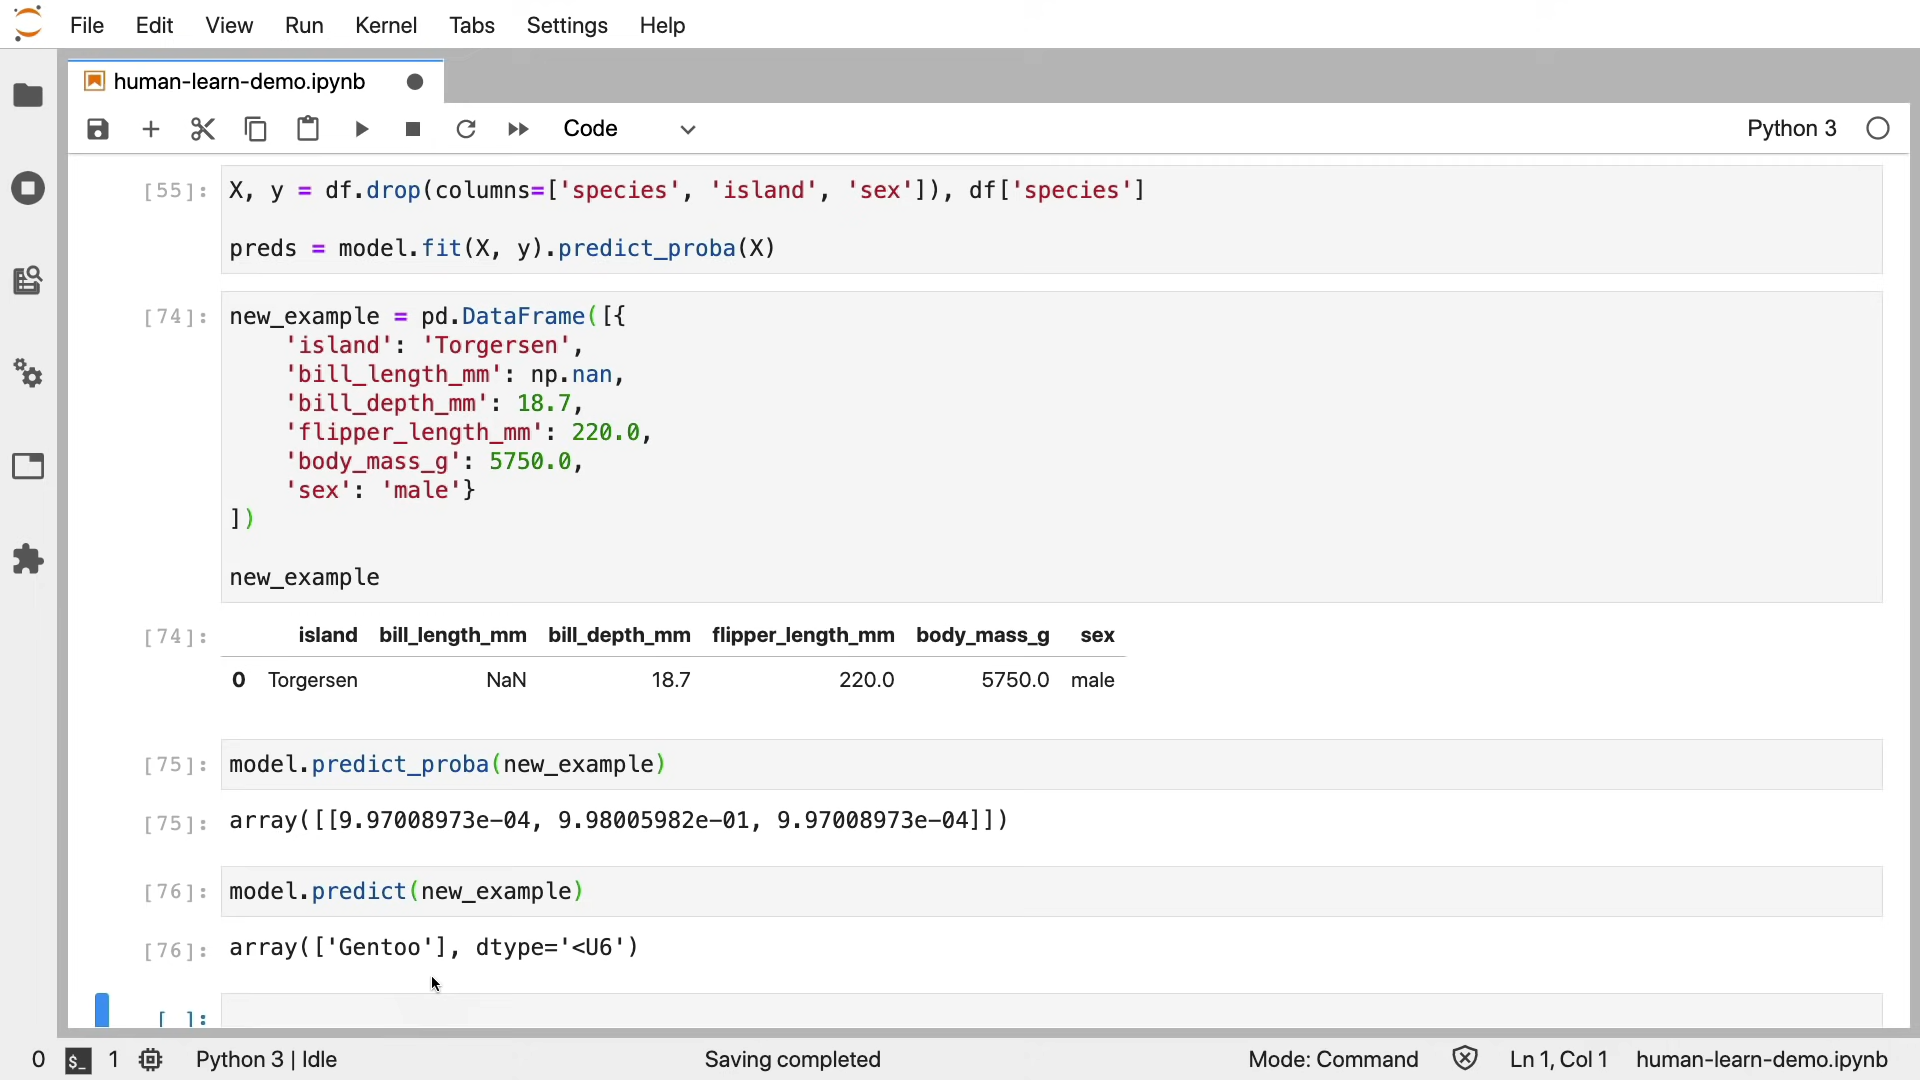 File Edit View Run Kernel Tabs Settings Help
human-learn-demo.ipynb
Code
Python 3
[55]: X, y = df.drop(columns=['species', 'island', 'sex']), df['species']
preds = model.fit(X, y).predict_proba(X)
[74]: new_example = pd.DataFrame([{
'island': 'Torgersen',
'bill_length_mm': np.nan,
'bill_depth_mm': 18.7,
'flipper_length_mm': 220.0,
'body_mass_g': 5750.0,
'sex': 'male'}
])
new_example
[74]: island bill_length_mm bill_depth_mm flipper_length_mm body_mass_g sex
0 Torgersen NaN 18.7 220.0 5750.0 male
[75]: model.predict_proba(new_example)
[75]: array([[9.97008973e-04, 9.98005982e-01, 9.97008973e-04]])
[76]: model.predict(new_example)
[76]: array(['Gentoo'], dtype='<U6')
[ ]:
0 $_ 1 Python 3 | Idle Saving completed Mode: Command Ln 1, Col 1 human-learn-demo.ipynb